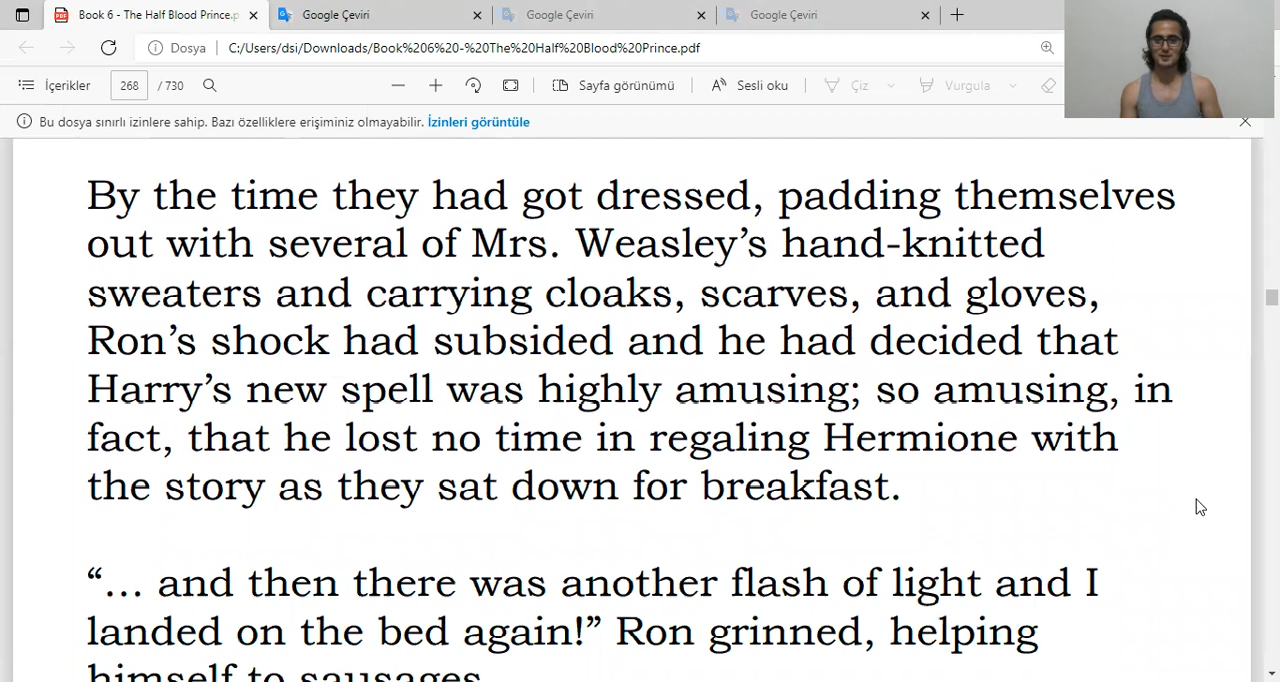 Book 6 - The Half Blood Prince.p
Google Çeviri
Google Çeviri
Google Çeviri
Dosya
C:/Users/dsi/Downloads/Book%206%20-%20The%20Half%20Blood%20Prince.pdf
İçerikler
268 / 730
Sayfa görünümü
Sesli oku
Çiz
Vurgula
Bu dosya sınırlı izinlere sahip. Bazı özelliklere erişiminiz olmayabilir. İzinleri görüntüle
By the time they had got dressed, padding themselves
out with several of Mrs. Weasley’s hand-knitted
sweaters and carrying cloaks, scarves, and gloves,
Ron’s shock had subsided and he had decided that
Harry’s new spell was highly amusing; so amusing, in
fact, that he lost no time in regaling Hermione with
the story as they sat down for breakfast.
“… and then there was another flash of light and I
landed on the bed again!” Ron grinned, helping
himself to sausages.